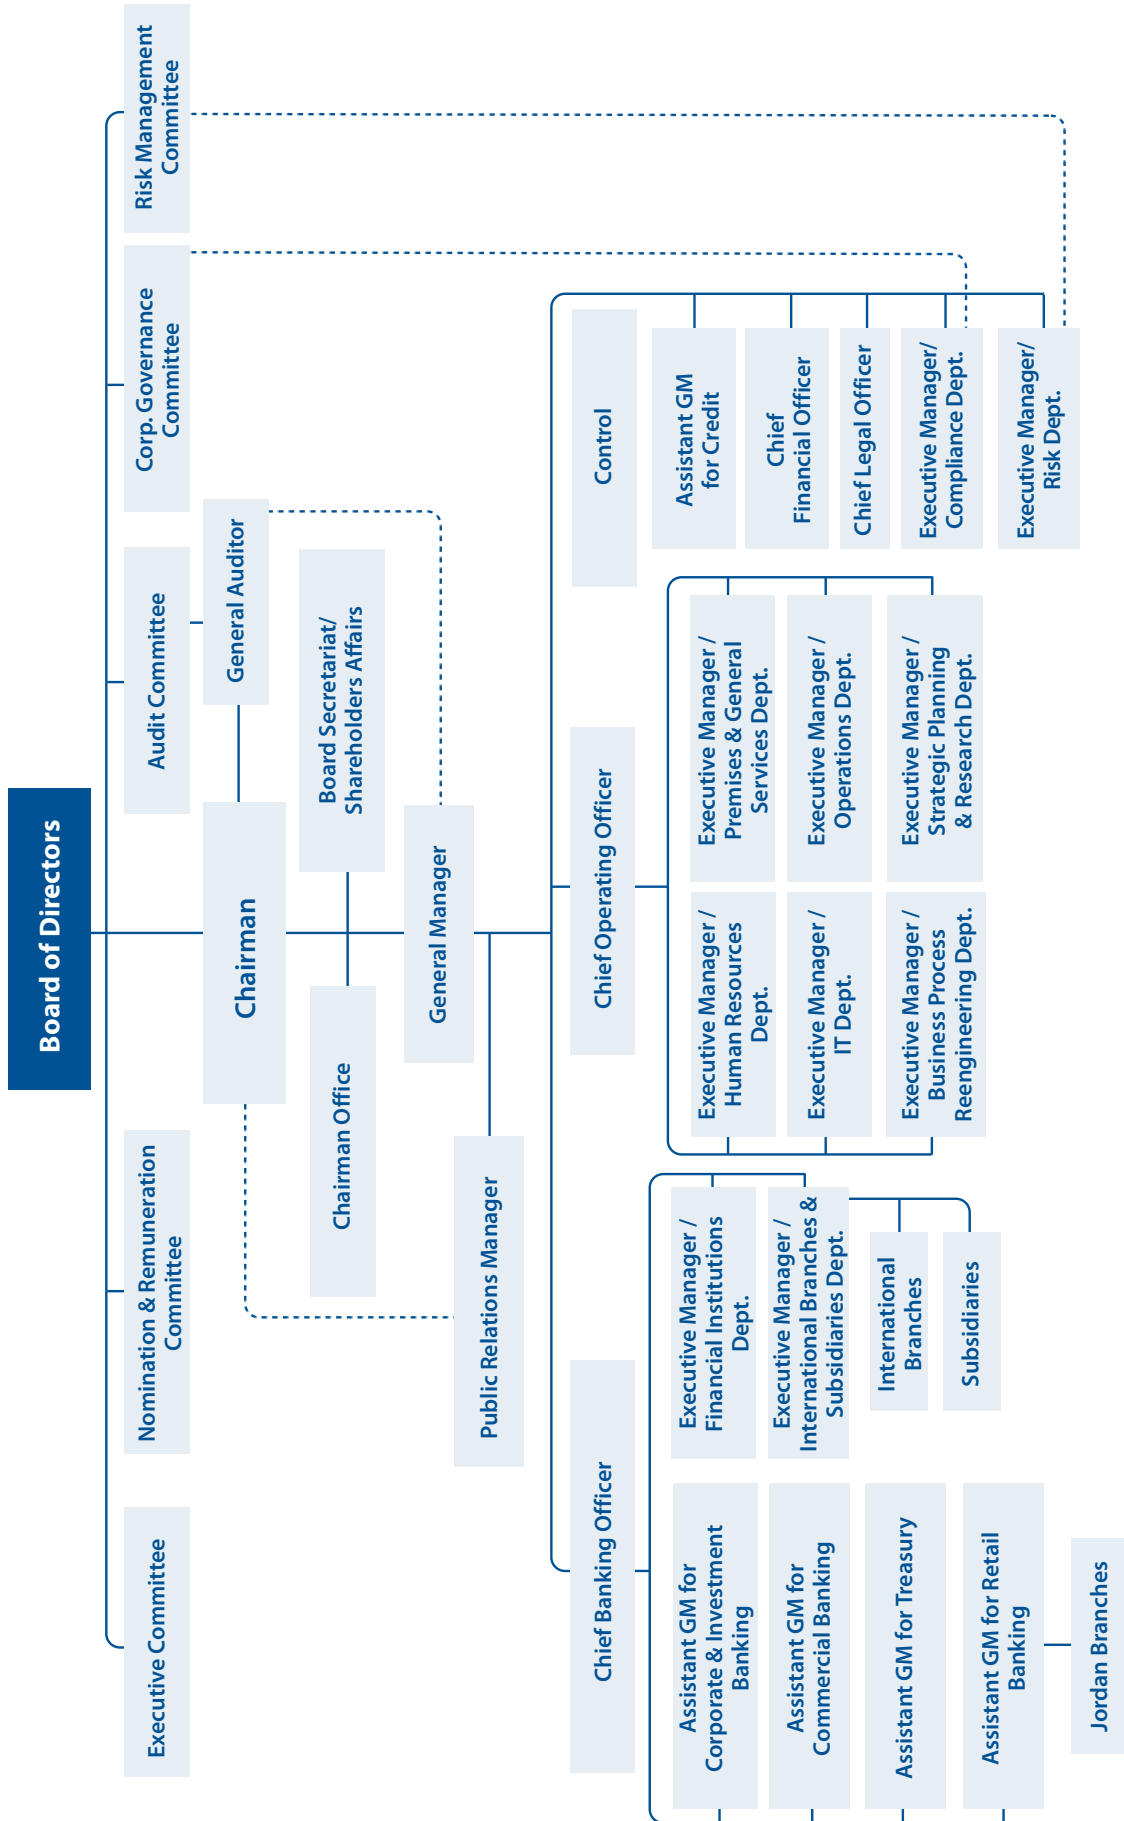 Board of Directors
Executive Committee
Nomination & Remuneration
Committee
Audit Committee
Corp. Governance
Committee
Risk Management
Committee
Chairman
General Auditor
Chairman Office
Board Secretariat/
Shareholders Affairs
General Manager
Public Relations Manager
Chief Banking Officer
Chief Operating Officer
Control
Assistant GM for
Corporate & Investment
Banking
Assistant GM for
Commercial Banking
Assistant GM for Treasury
Assistant GM for Retail
Banking
Jordan Branches
Executive Manager /
Financial Institutions
Dept.
Executive Manager /
International Branches &
Subsidiaries Dept.
International
Branches
Subsidiaries
Executive Manager /
Human Resources
Dept.
Executive Manager /
IT Dept.
Executive Manager /
Business Process
Reengineering Dept.
Executive Manager /
Premises & General
Services Dept.
Executive Manager /
Operations Dept.
Executive Manager /
Strategic Planning
& Research Dept.
Assistant GM
for Credit
Chief
Financial Officer
Chief Legal Officer
Executive Manager/
Compliance Dept.
Executive Manager/
Risk Dept.